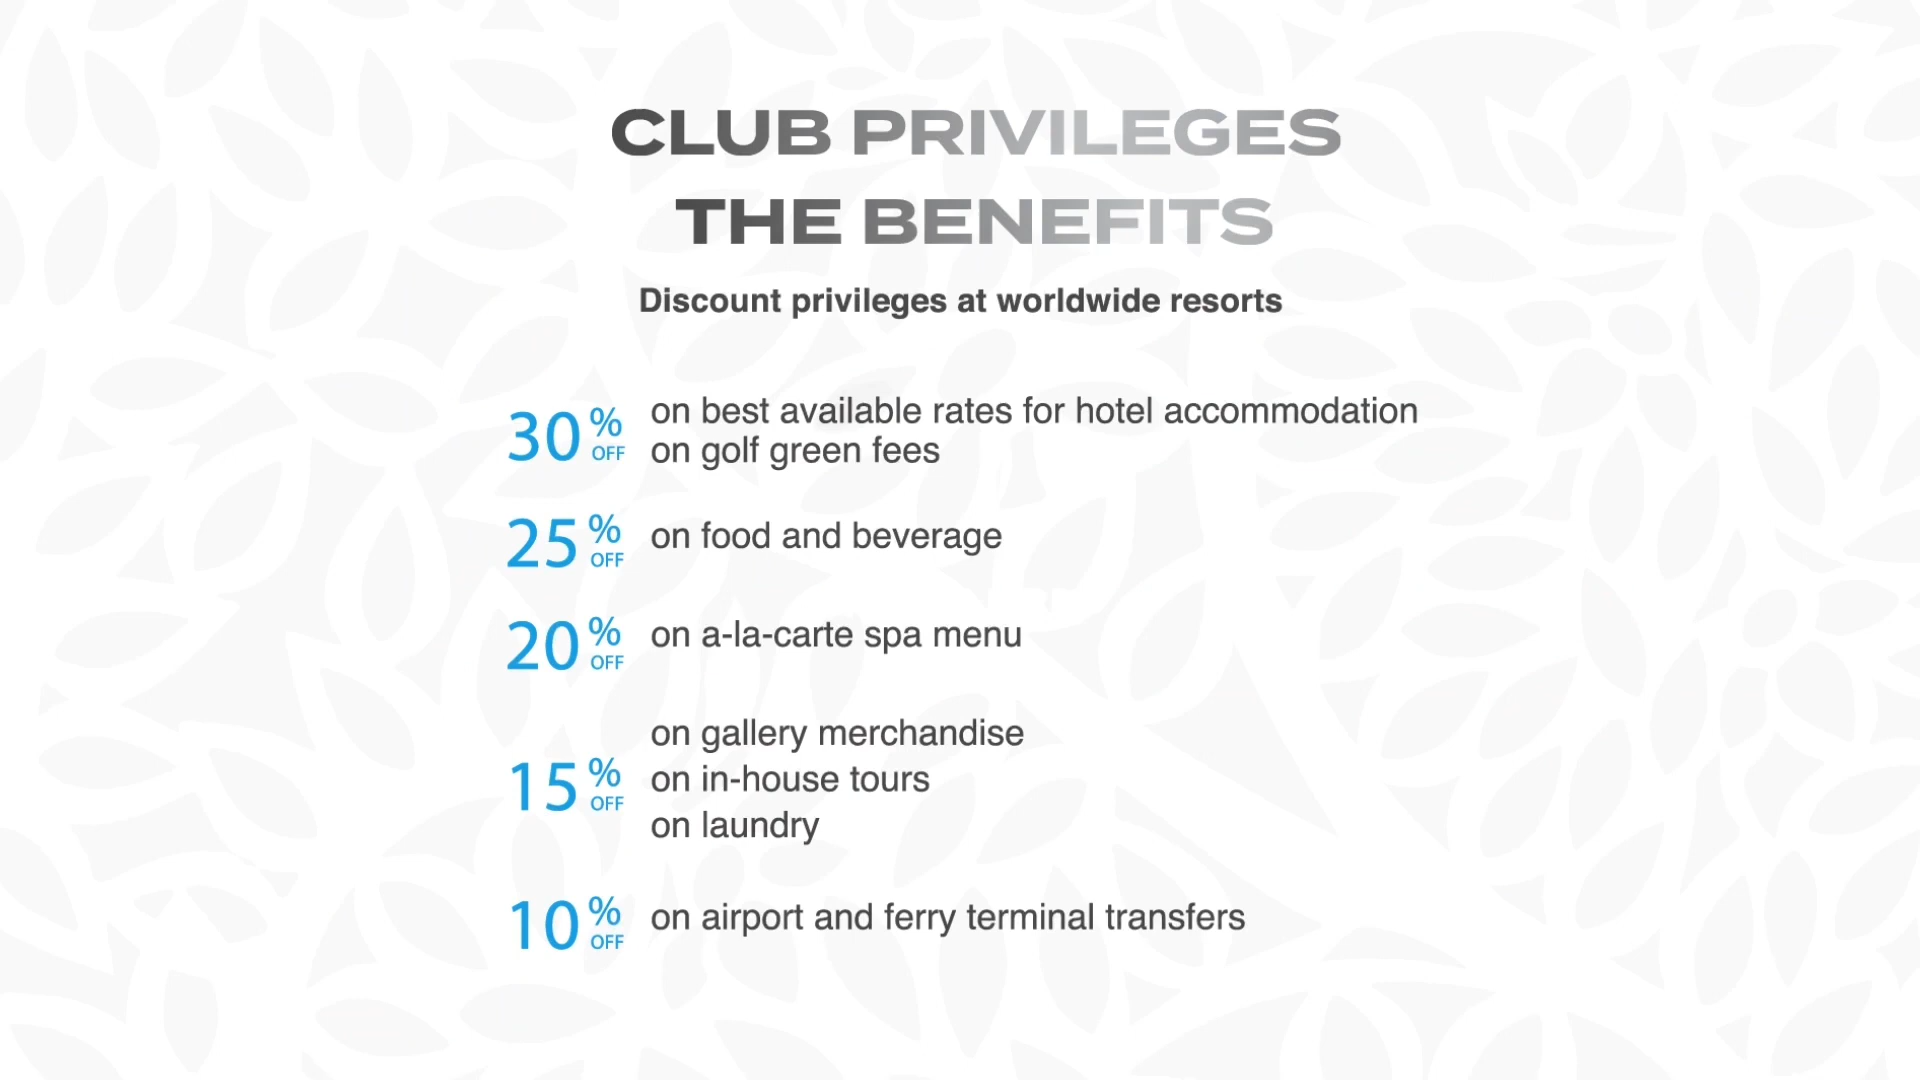 CLUB PRIVILEGES
THE BENEFITS
Discount privileges at worldwide resorts
30% OFF on best available rates for hotel accommodation
on golf green fees
25% OFF on food and beverage
20% OFF on a-la-carte spa menu
on gallery merchandise
15% OFF on in-house tours
on laundry
10% OFF on airport and ferry terminal transfers